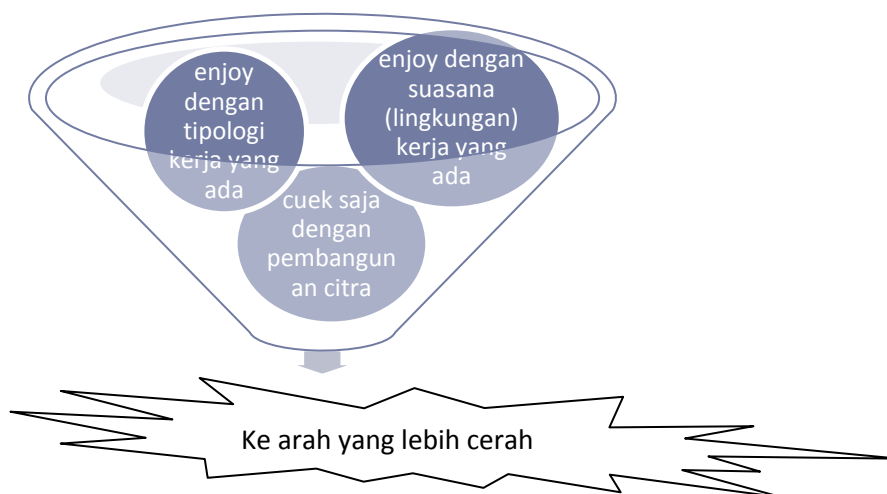 enjoy
dengan
tipologi
kerja yang
ada
enjoy dengan
suasana
(lingkungan)
kerja yang
ada
cuek saja
dengan
pembangun
an citra
Ke arah yang lebih cerah